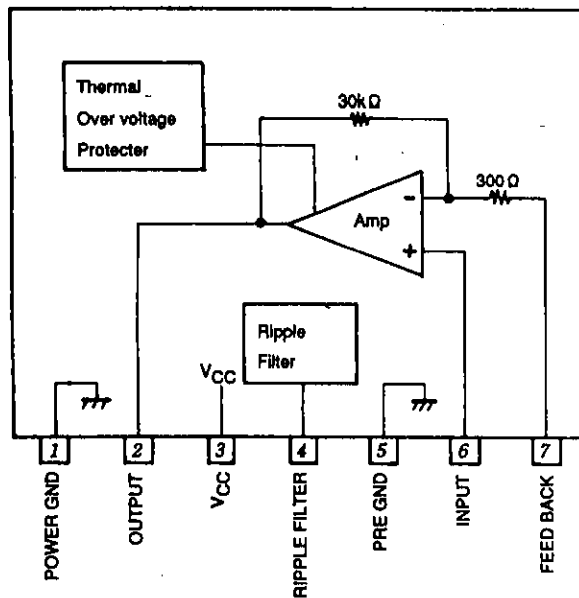 Thermal
Over voltage
Protecter
30kΩ
300Ω
Amp
-
+
Ripple
Filter
VCC
1
2
3
4
5
6
7
POWER GND
OUTPUT
VCC
RIPPLE FILTER
PRE GND
INPUT
FEED BACK